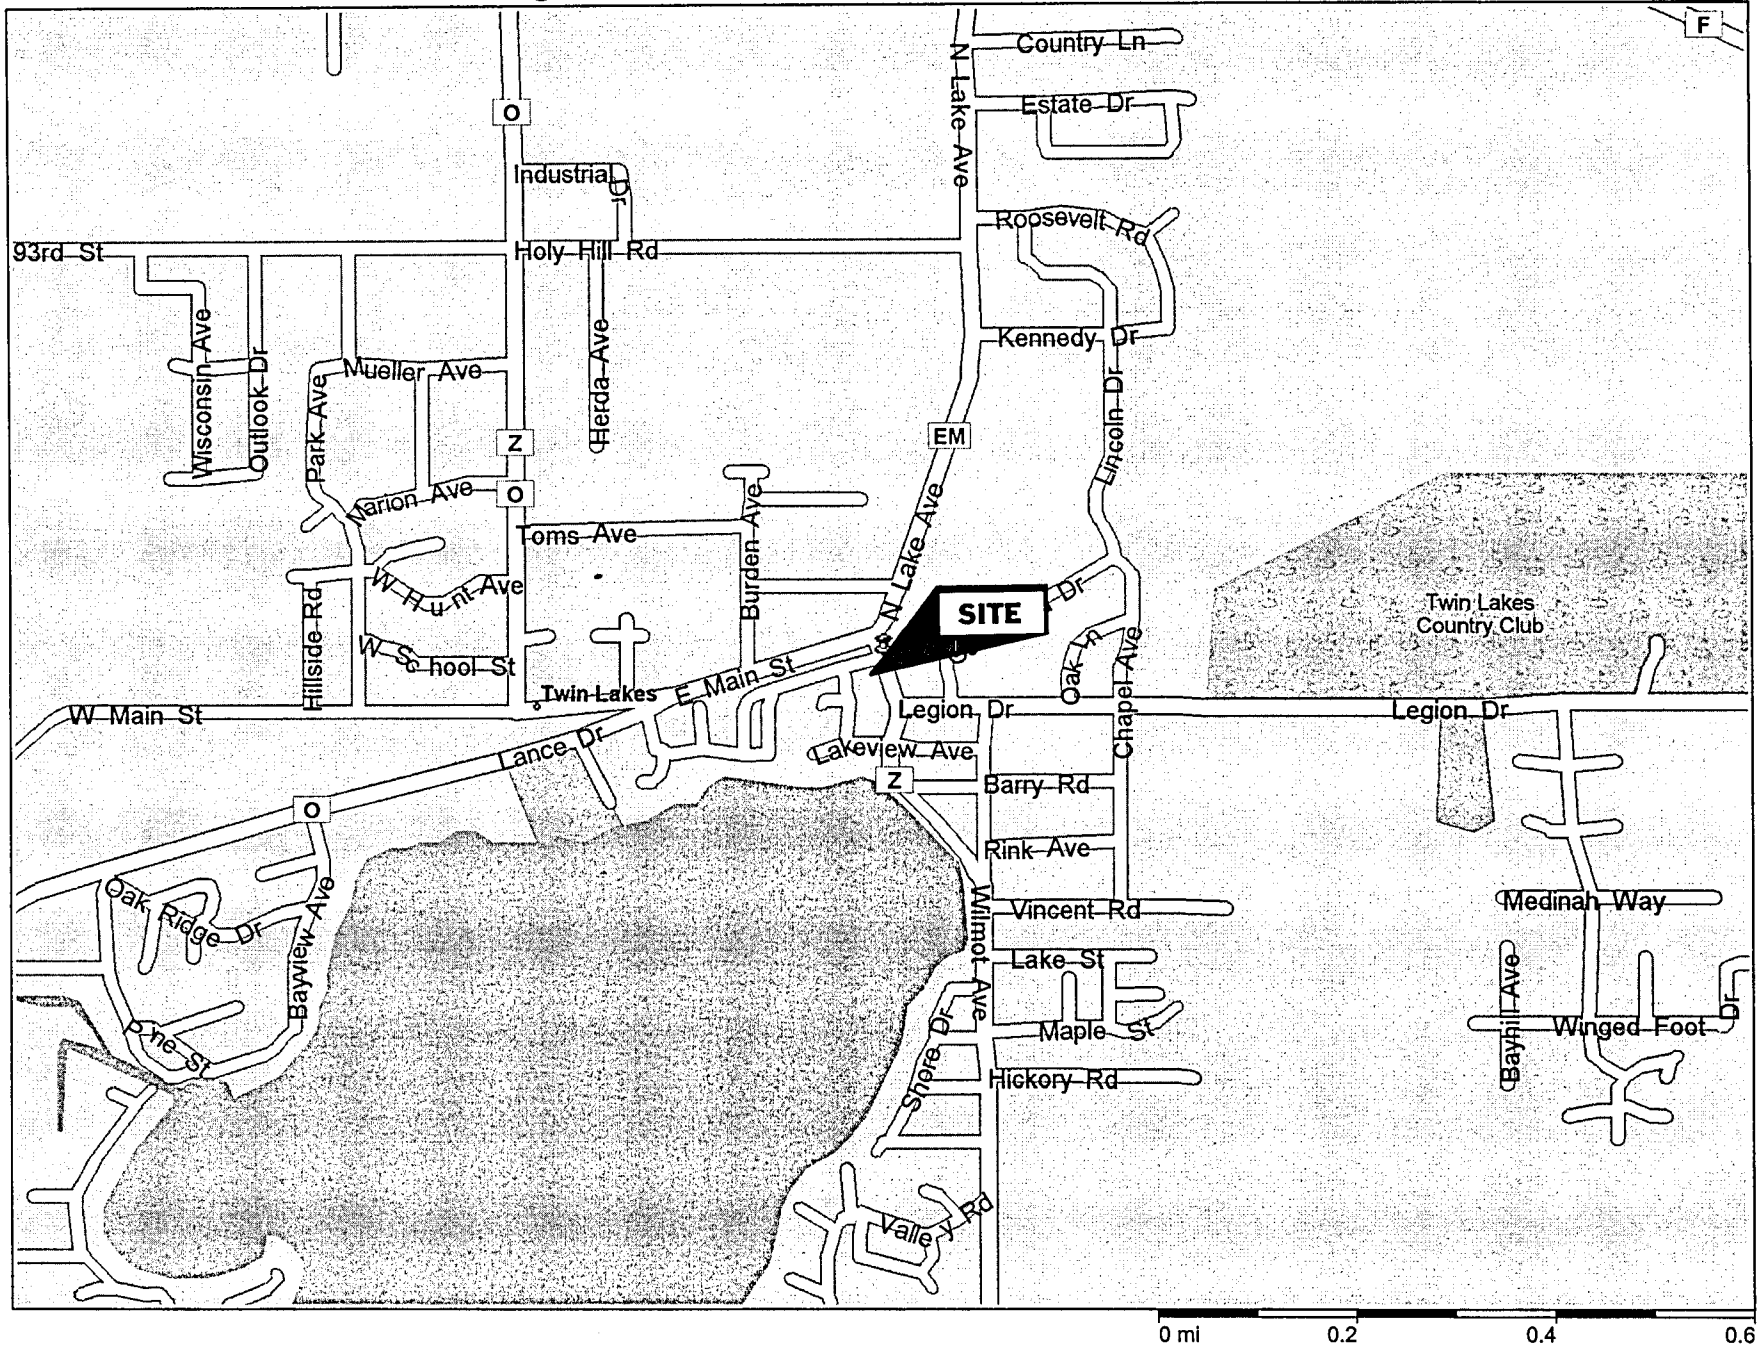 F
Country Ln
N Lake Ave
Estate Dr
O
Industrial Dr
Roosevelt Rd
93rd St
Holy Hill Rd
Wisconsin Ave
Outlook Dr
Park Ave
Mueller Ave
Herda Ave
Kennedy Dr
Lincoln Dr
Z
EM
Marion Ave
O
Toms Ave
Burden Ave
N Lake Ave
W Hunt Ave
Hillside Rd
SITE
Dr
Twin Lakes
Country Club
W School St
S
Oak Ln
Chapel Ave
Twin Lakes
E Main St
W Main St
Legion Dr
Legion Dr
Lance Dr
Lakeview Ave
Z
Barry Rd
O
Rink Ave
Oak Ridge Dr
Bayview Ave
Wilmot Ave
Vincent Rd
Medinah Way
Lake St
Bayhill Ave
Pine St
Shore Dr
Maple St
Winged Foot Dr
Hickory Rd
Valley Rd
0 mi 0.2 0.4 0.6